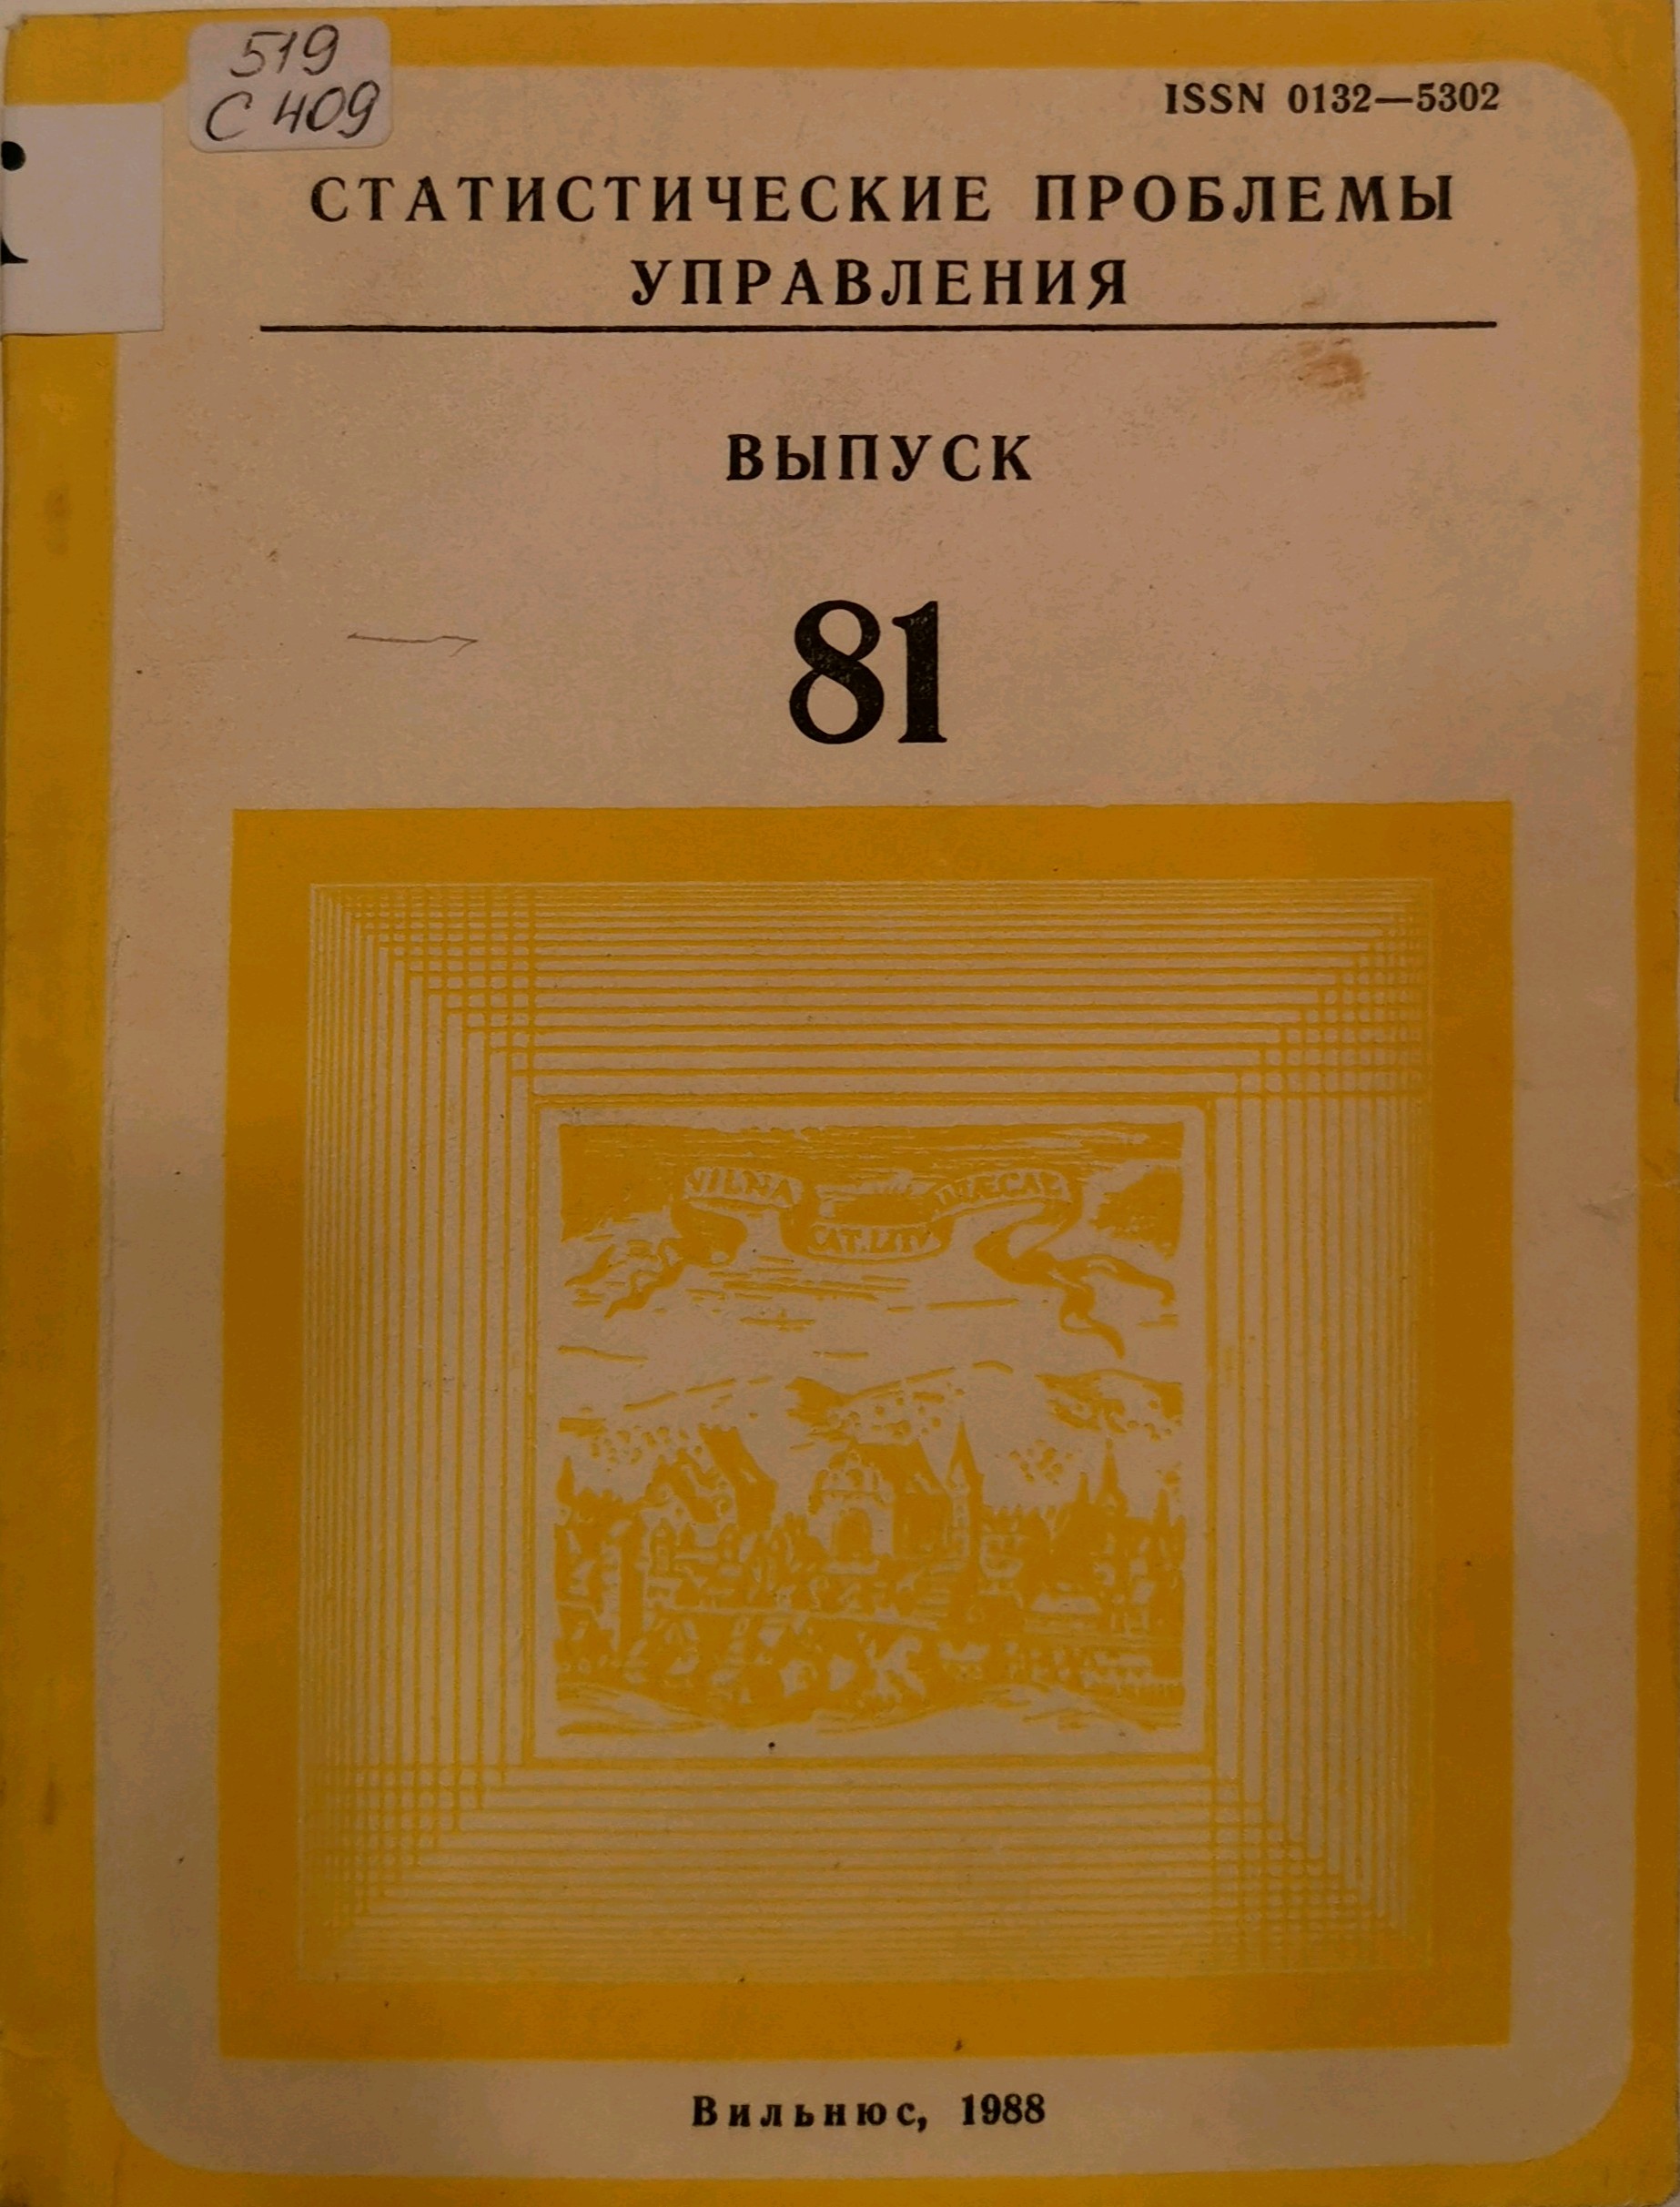 519
С 409
ISSN 0132—5302
СТАТИСТИЧЕСКИЕ ПРОБЛЕМЫ
УПРАВЛЕНИЯ
ВЫПУСК
81
VILNA
Вильнюс, 1988